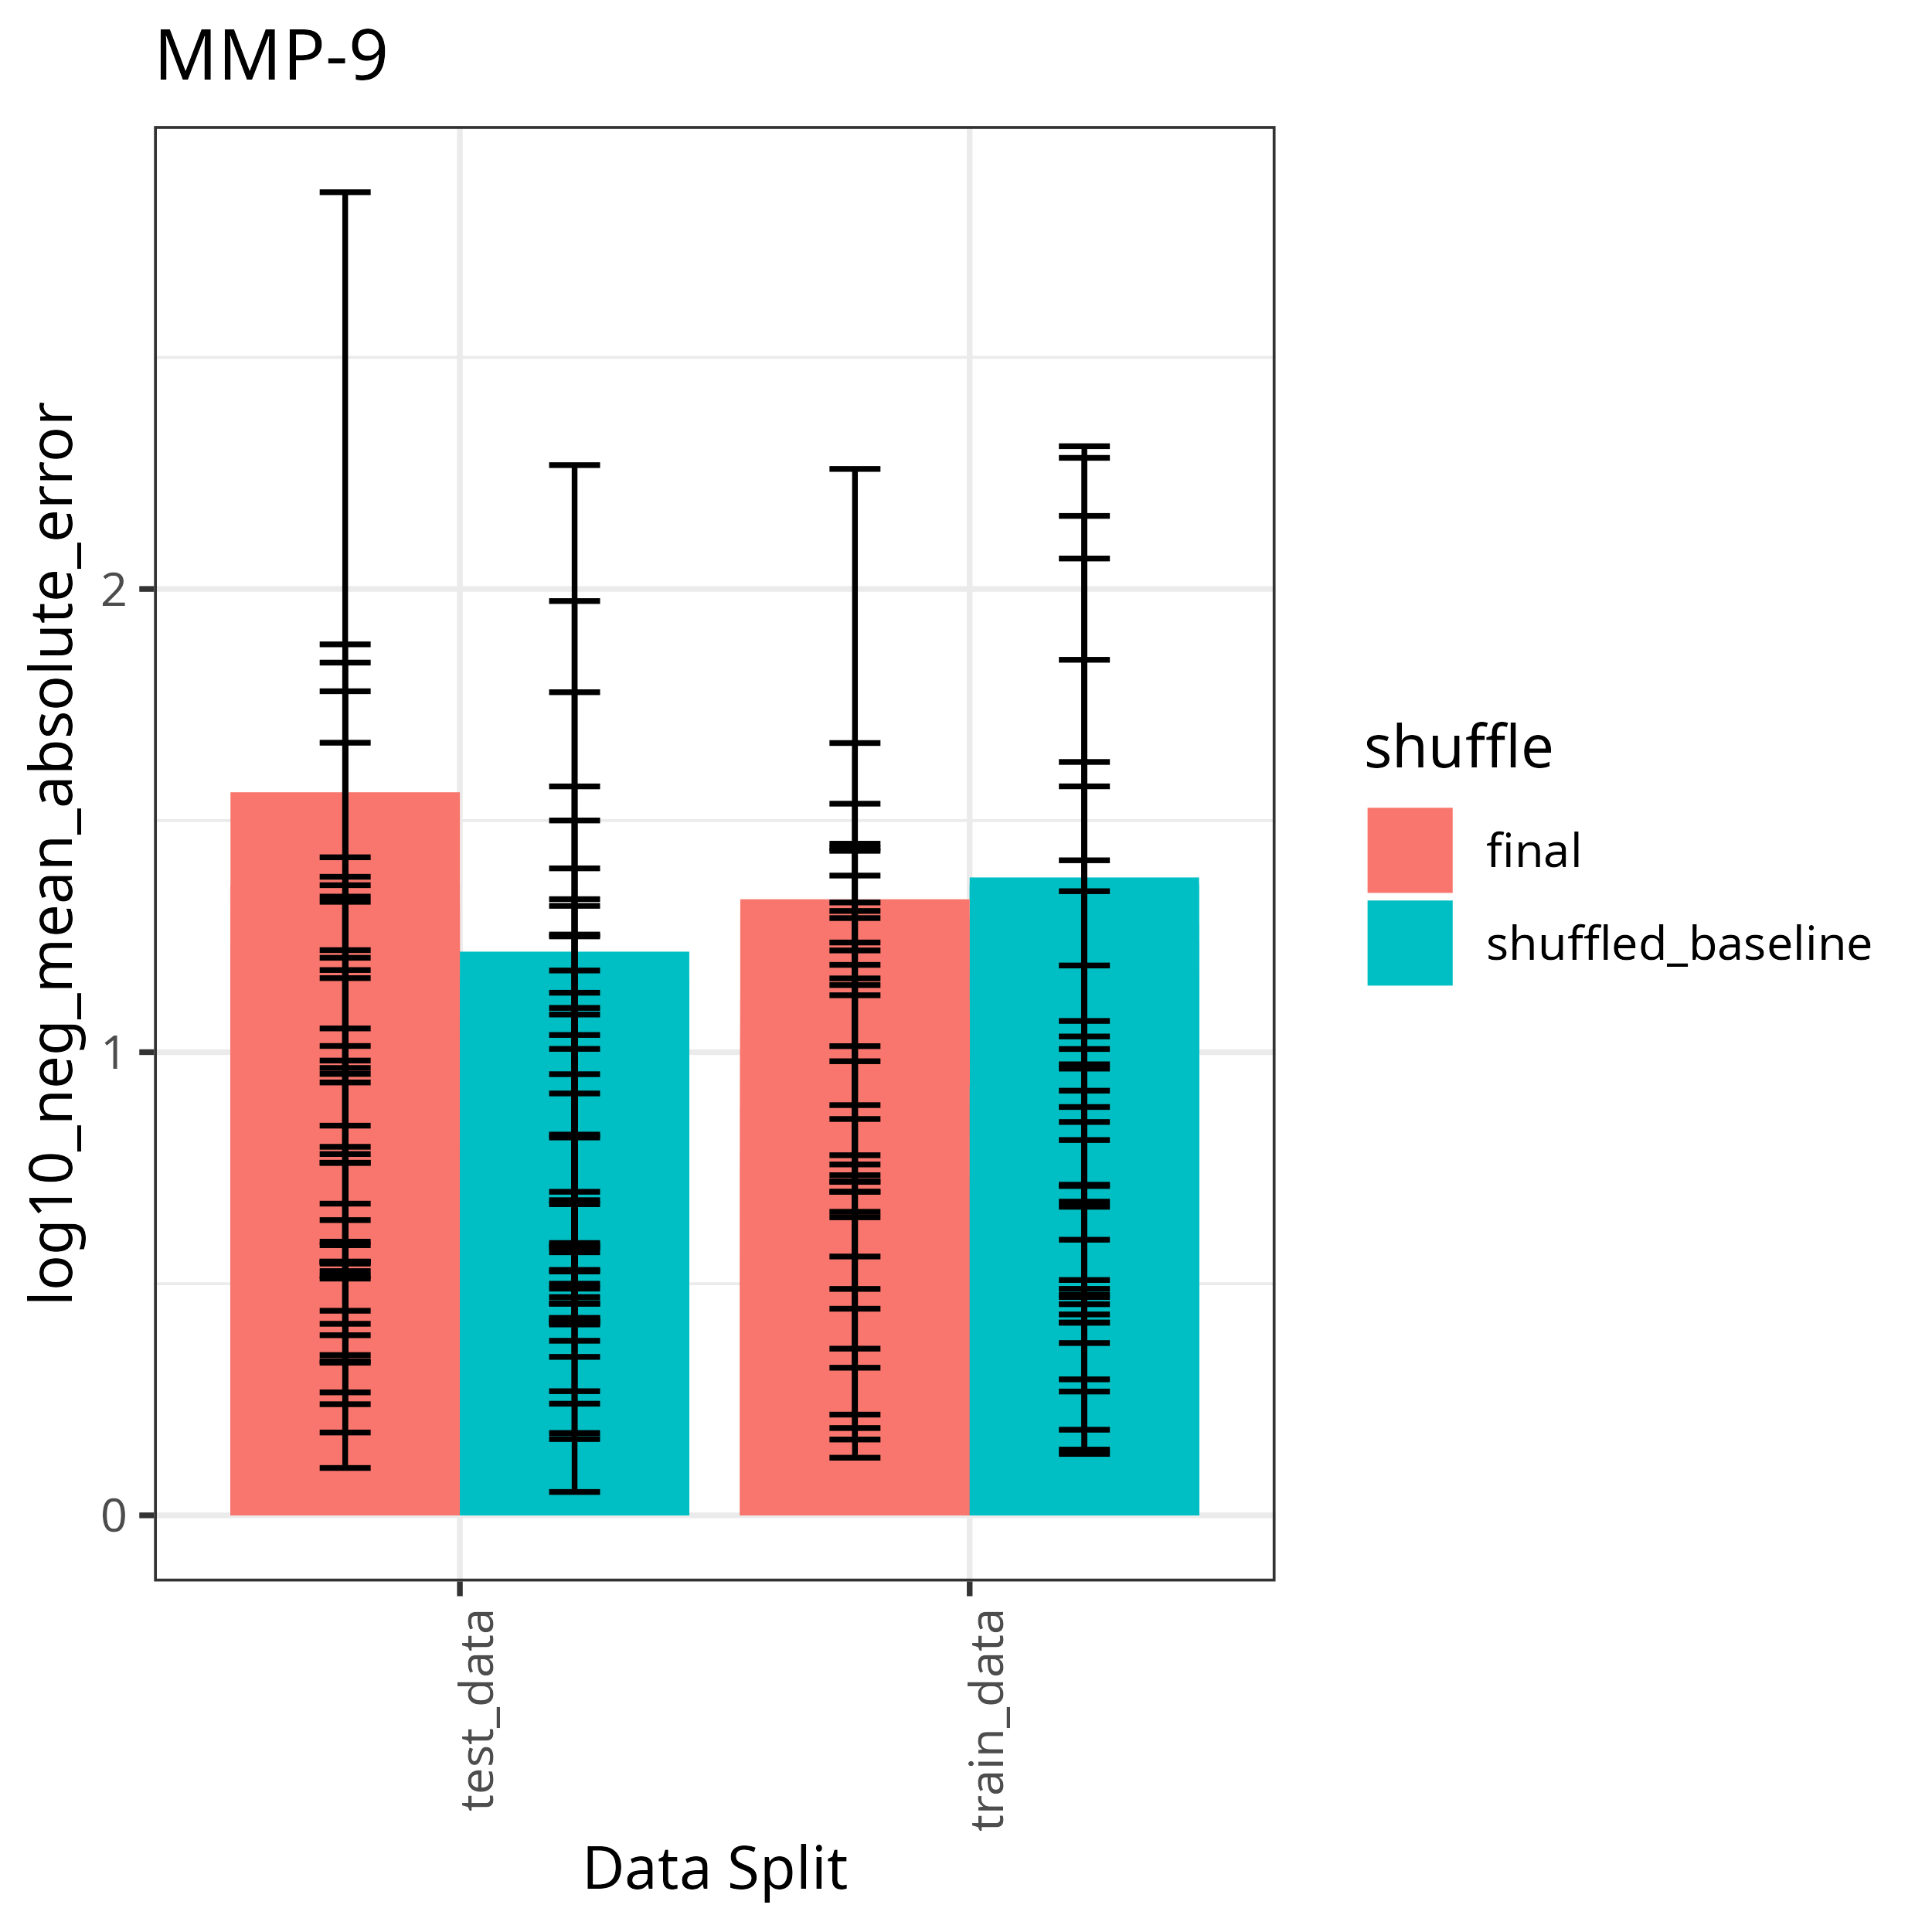 MMP-9
log10_neg_mean_absolute_error
2
1
0
test_data
train_data
Data Split
shuffle
final
shuffled_baseline